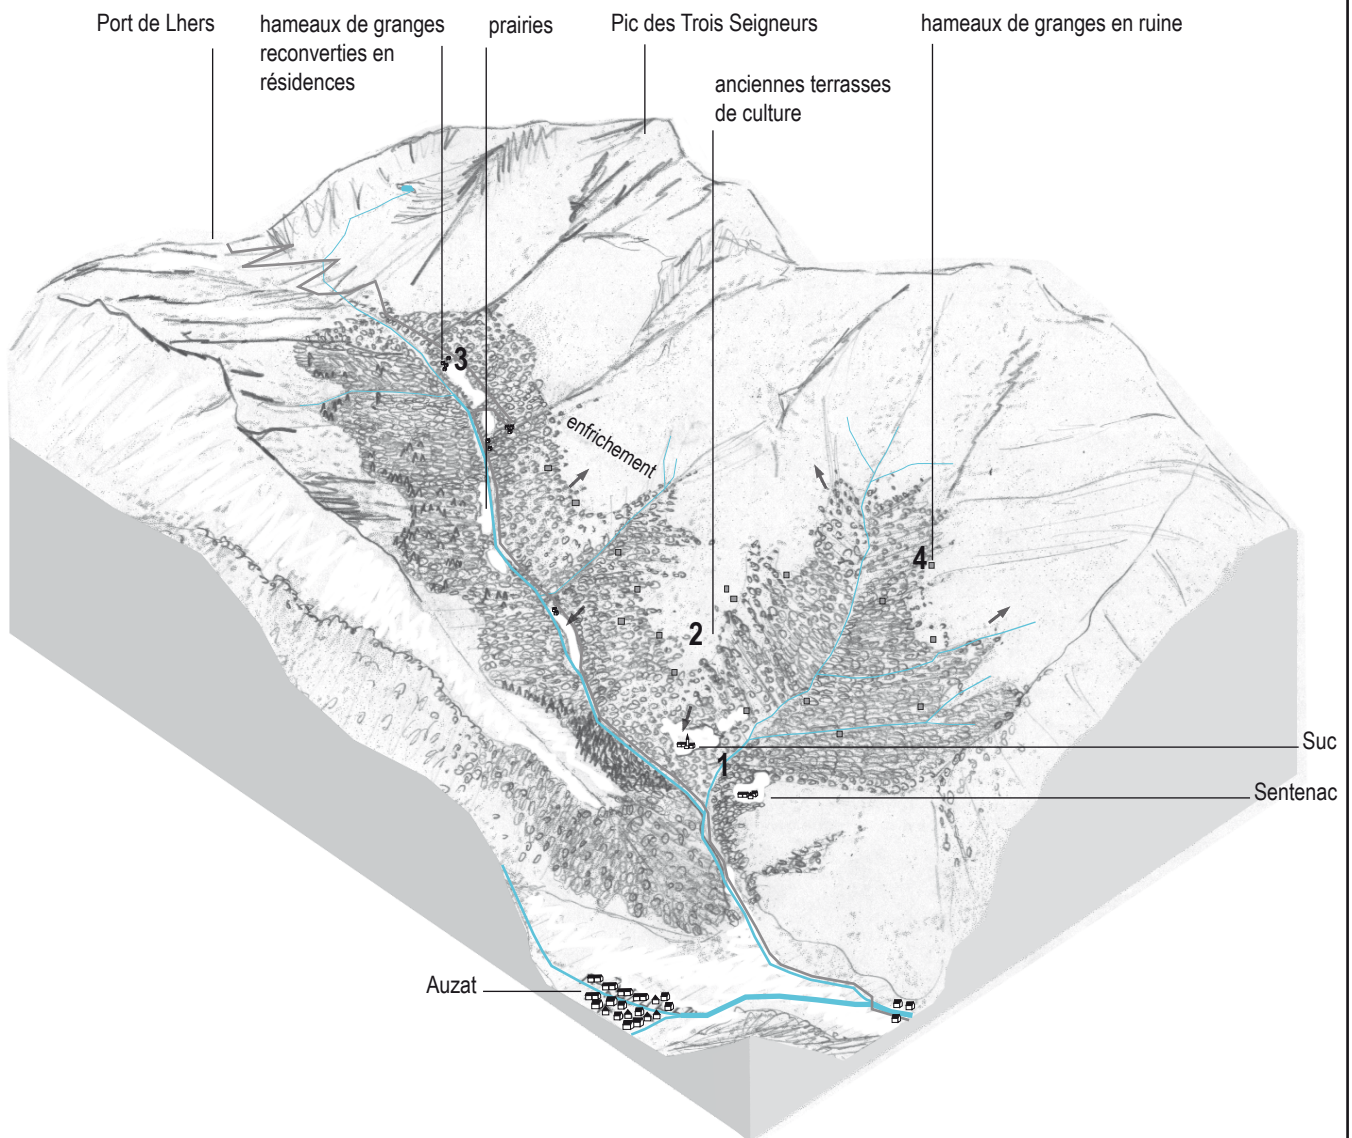 Port de Lhers
hameaux de granges
reconverties en
résidences
prairies
Pic des Trois Seigneurs
anciennes terrasses
de culture
hameaux de granges en ruine
3
enfrichement
4
2
1
Suc
Sentenac
Auzat